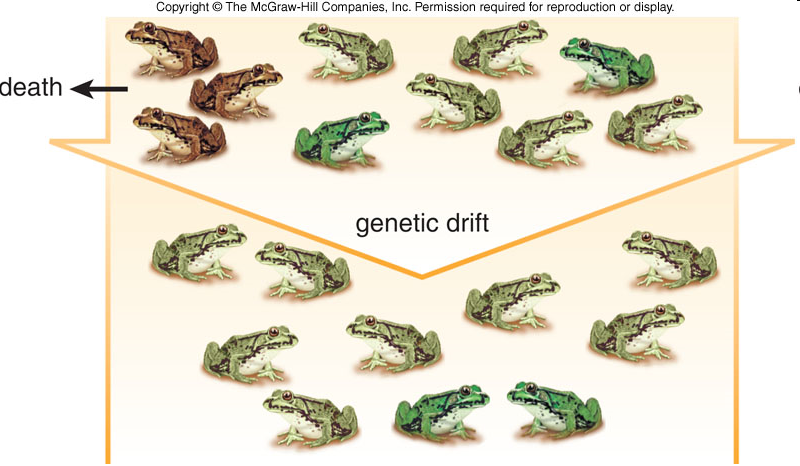 Copyright © The McGraw-Hill Companies, Inc. Permission required for reproduction or display.
death
genetic drift